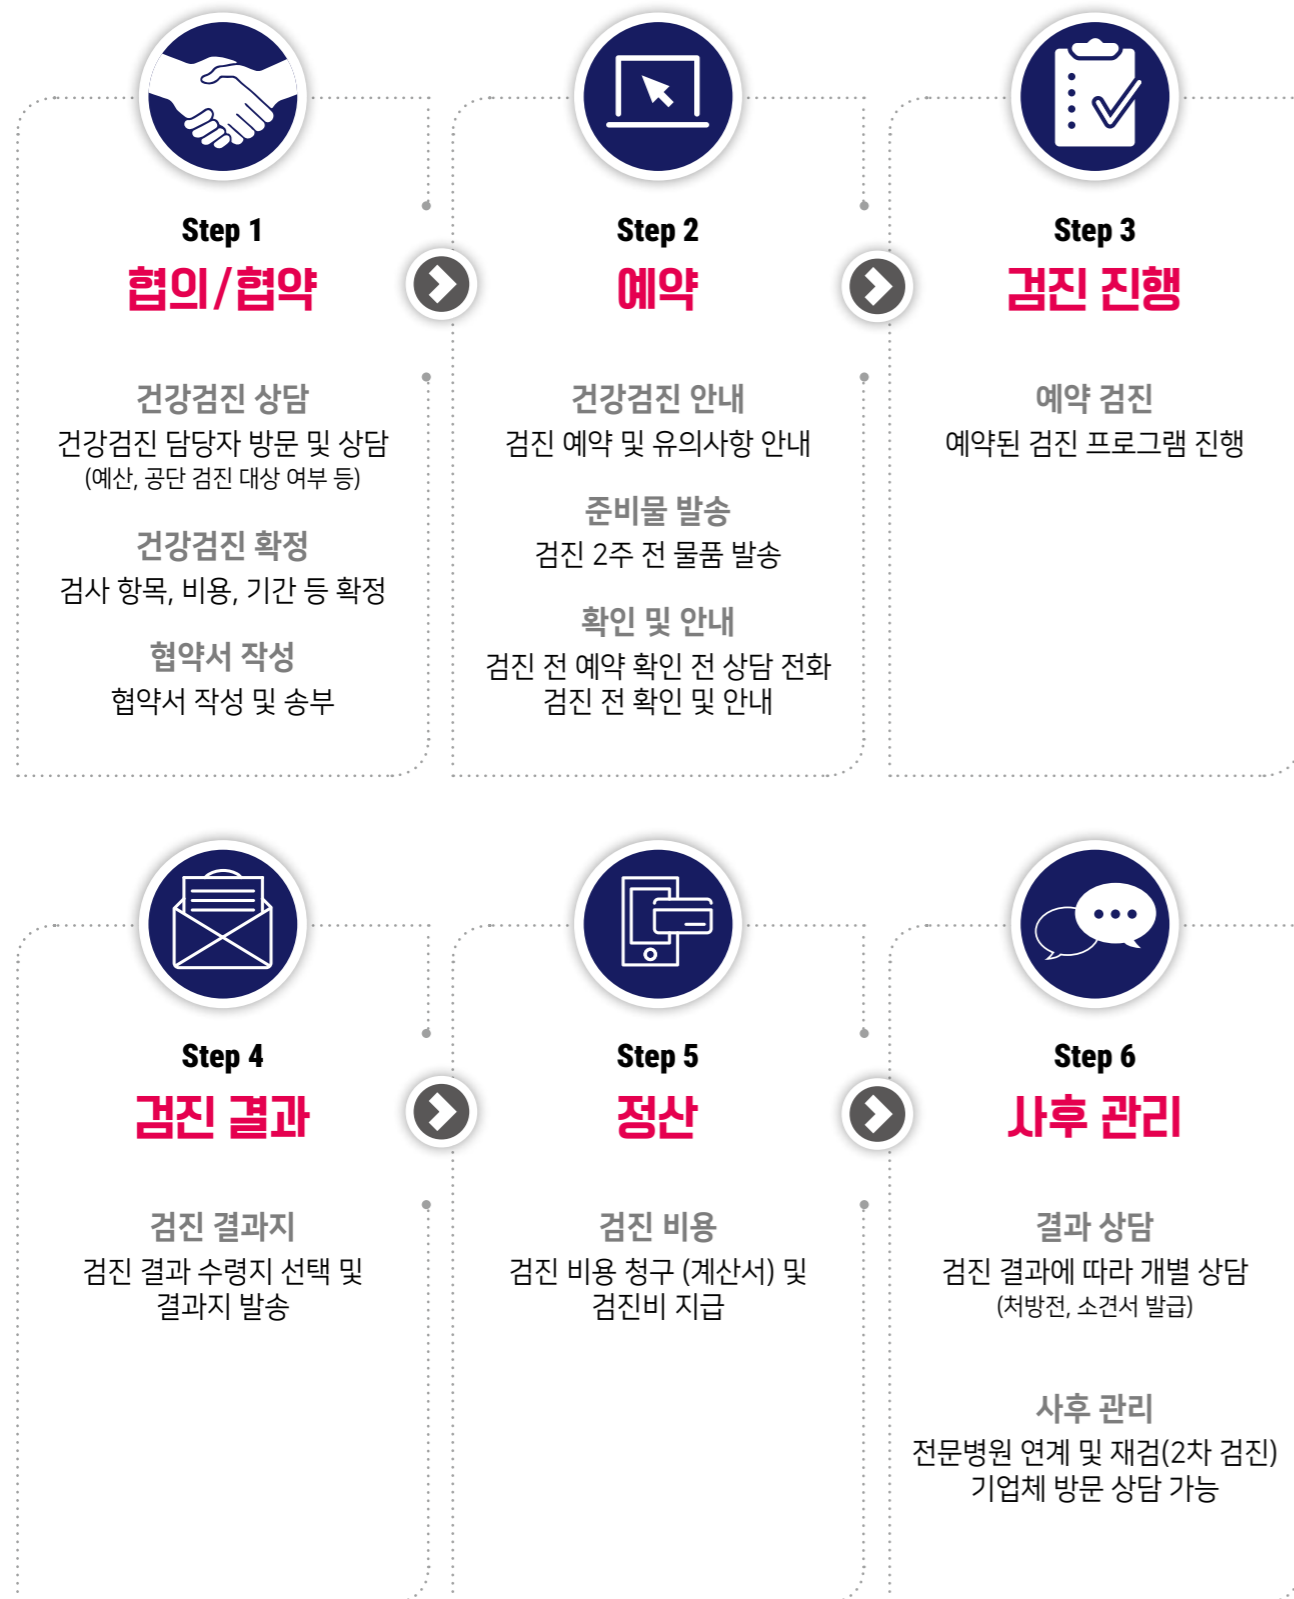 Step 1
협의/협약
건강검진 상담
건강검진 담당자 방문 및 상담
(예산, 공단 검진 대상 여부 등)
건강검진 확정
검사 항목, 비용, 기간 등 확정
협약서 작성
협약서 작성 및 송부
Step 2
예약
건강검진 안내
검진 예약 및 유의사항 안내
준비물 발송
검진 2주 전 물품 발송
확인 및 안내
검진 전 예약 확인 전 상담 전화
검진 전 확인 및 안내
Step 3
검진 진행
예약 검진
예약된 검진 프로그램 진행
Step 4
검진 결과
검진 결과지
검진 결과 수령지 선택 및
결과지 발송
Step 5
정산
검진 비용
검진 비용 청구 (계산서) 및
검진비 지급
Step 6
사후 관리
결과 상담
검진 결과에 따라 개별 상담
(처방전, 소견서 발급)
사후 관리
전문병원 연계 및 재검(2차 검진)
기업체 방문 상담 가능